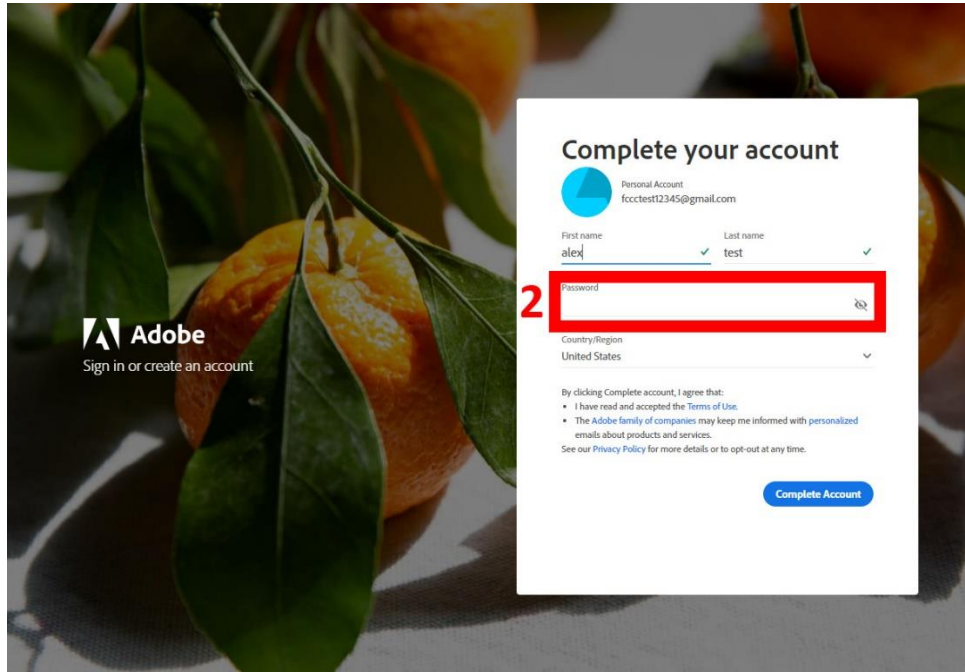 Adobe
Sign in or create an account
Complete your account
Personal Account
fccctest12345@gmail.com
First name
Last name
alex
test
2
Password
Country/Region
United States
By clicking Complete account, I agree that:
• I have read and accepted the Terms of Use.
• The Adobe family of companies may keep me informed with personalized
emails about products and services.
See our Privacy Policy for more details or to opt-out at any time.
Complete Account